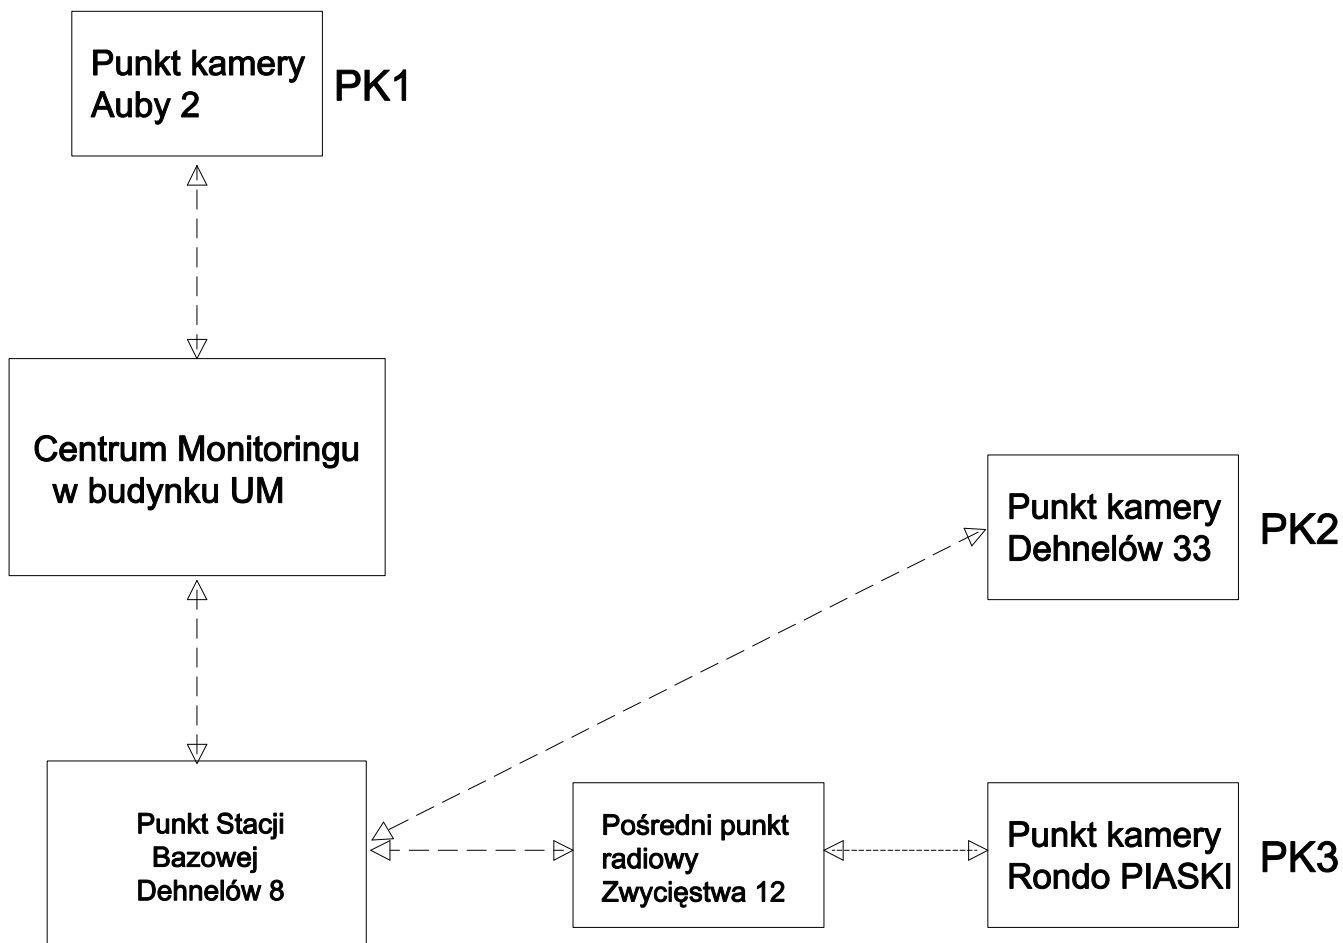 Punkt kamery
Auby 2
PK1
Centrum Monitoringu
w budynku UM
Punkt kamery
Dehnelów 33
PK2
Punkt Stacji
Bazowej
Dehnelów 8
Pośredni punkt
radiowy
Zwycięstwa 12
Punkt kamery
Rondo PIASKI
PK3